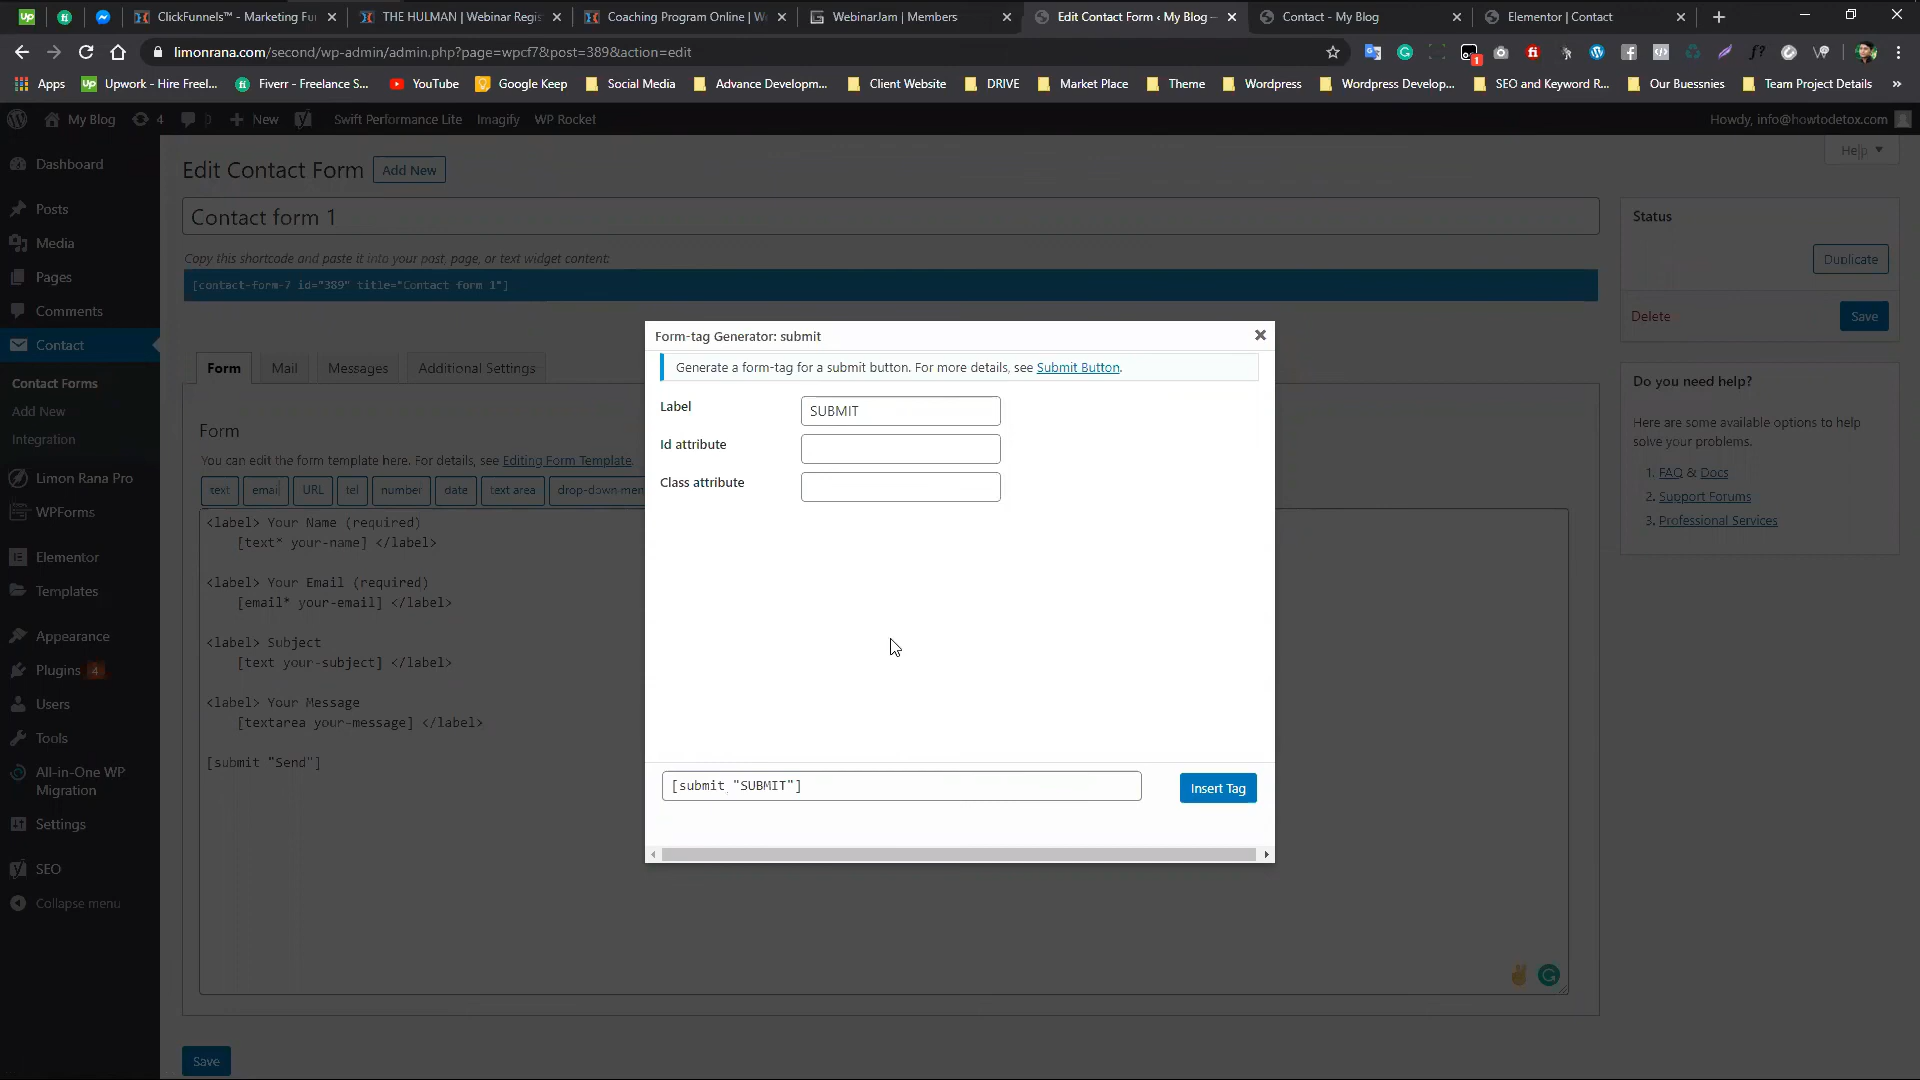 ClickFunnels™ - Marketing Fu
THE HULMAN | Webinar Regis
Coaching Program Online | W
WebinarJam | Members
Edit Contact Form ‹ My Blog —
Contact - My Blog
Elementor | Contact
limonrana.com/second/wp-admin/admin.php?page=wpcf7&post=389&action=edit
Apps
Upwork - Hire Freel...
Fiverr - Freelance S...
YouTube
Google Keep
Social Media
Advance Developm...
Client Website
DRIVE
Market Place
Theme
Wordpress
Wordpress Develop...
SEO and Keyword R...
Our Buessnies
Team Project Details
»
My Blog
4
New
Swift Performance Lite
Imagify
WP Rocket
Howdy, info@howtodetox.com
Dashboard
Posts
Media
Pages
Comments
Contact
Contact Forms
Add New
Integration
Limon Rana Pro
WPForms
Elementor
Templates
Appearance
Plugins 4
Users
Tools
All-in-One WP
Migration
Settings
SEO
Collapse menu
Help
Edit Contact Form
Add New
Contact form 1
Copy this shortcode and paste it into your post, page, or text widget content:
[contact-form-7 id="389" title="Contact form 1"]
Form
Mail
Messages
Additional Settings
Form
You can edit the form template here. For details, see Editing Form Template.
text
email
URL
tel
number
date
text area
drop-down men
<label> Your Name (required)
[text* your-name] </label>
<label> Your Email (required)
[email* your-email] </label>
<label> Subject
[text your-subject] </label>
<label> Your Message
[textarea your-message] </label>
[submit "Send"]
Save
Form-tag Generator: submit
Generate a form-tag for a submit button. For more details, see Submit Button.
Label
SUBMIT
Id attribute
Class attribute
[submit "SUBMIT"]
Insert Tag
Status
Duplicate
Delete
Save
Do you need help?
Here are some available options to help
solve your problems.
1. FAQ & Docs
2. Support Forums
3. Professional Services